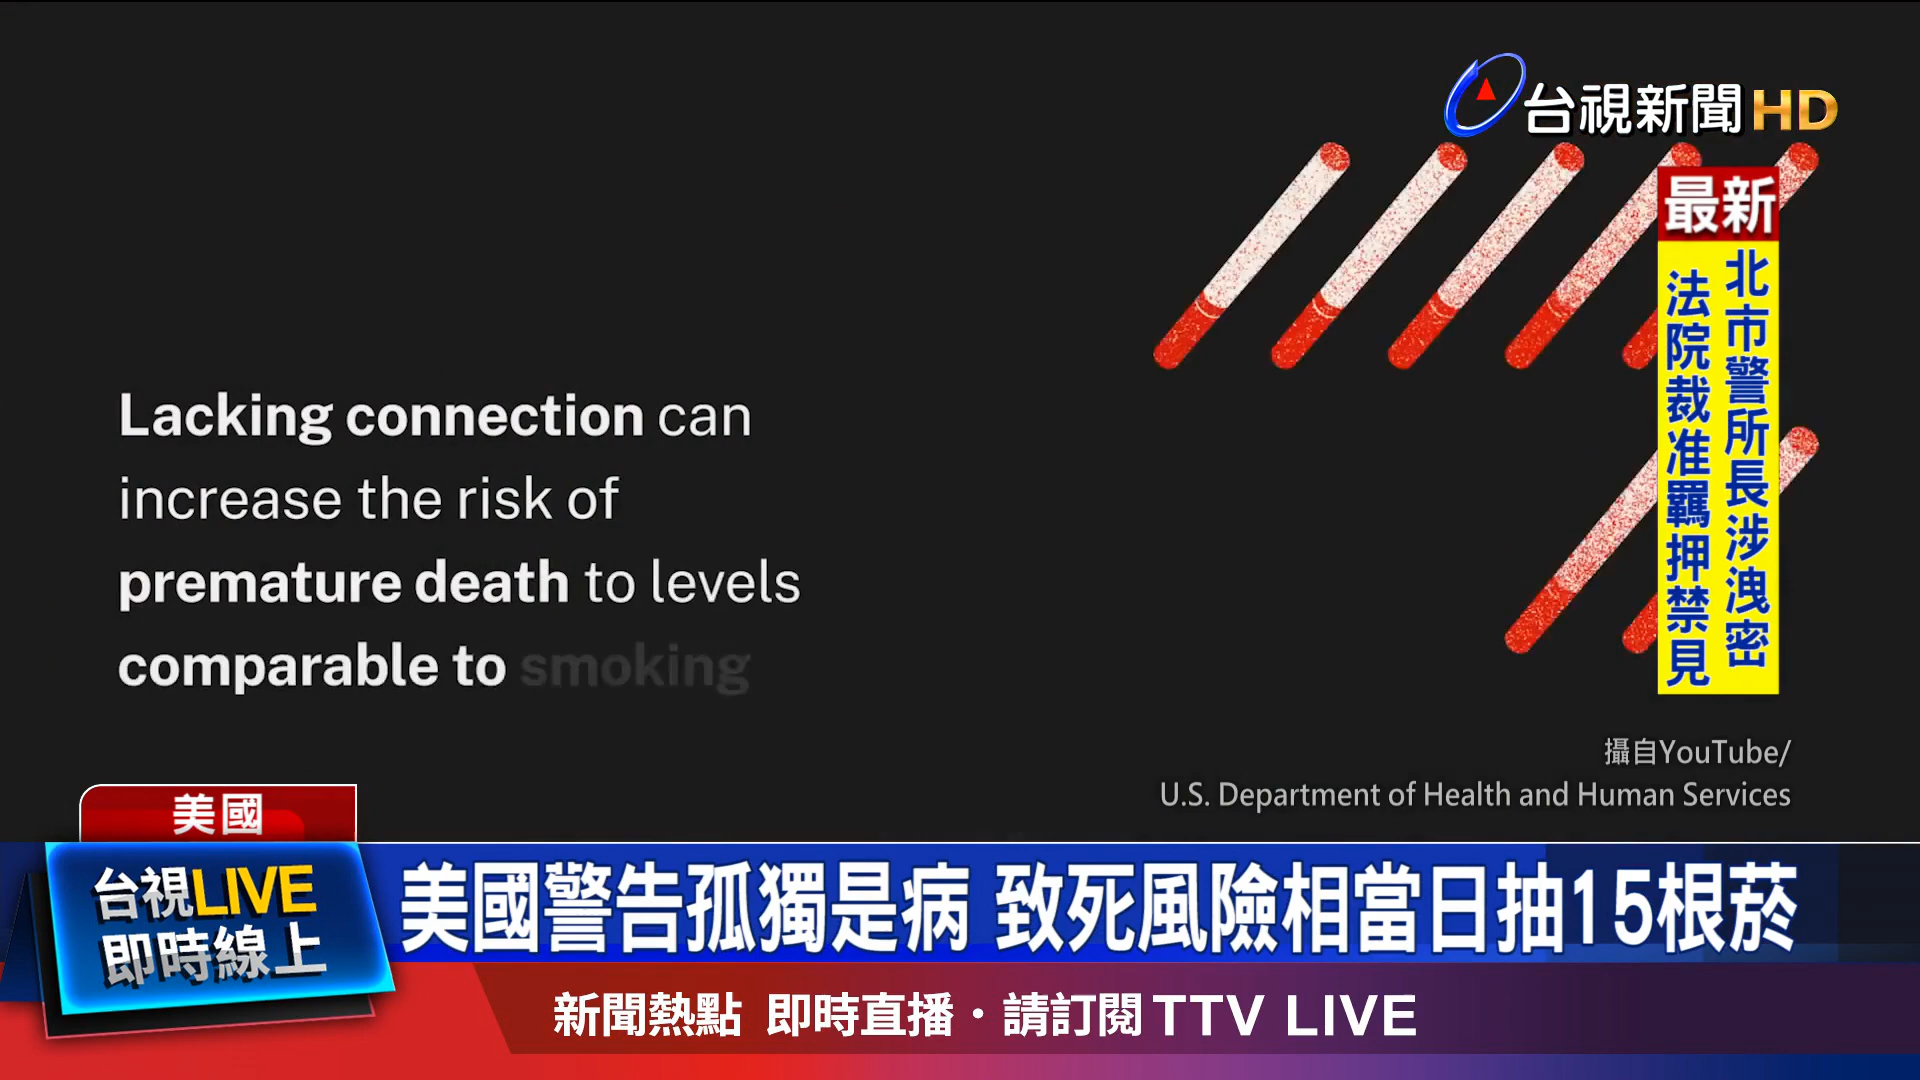 台視新聞HD
最新
北市警所長涉洩密
法院裁准羈押禁見
Lacking connection can
increase the risk of
premature death to levels
comparable to smoking
攝自YouTube/
U.S. Department of Health and Human Services
美國
台視LIVE
即時線上
美國警告孤獨是病 致死風險相當日抽15根菸
新聞熱點 即時直播・請訂閱TTV LIVE